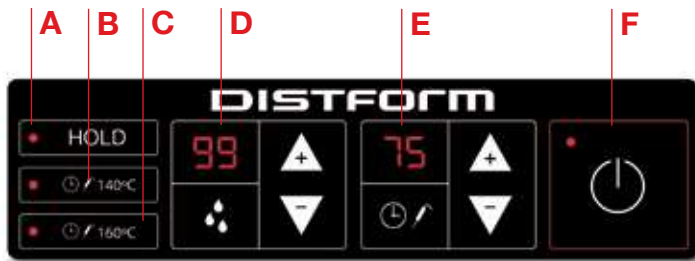 A B C D E F
DISTFORM
HOLD
140ºC
160ºC
99
75
+
+
-
-